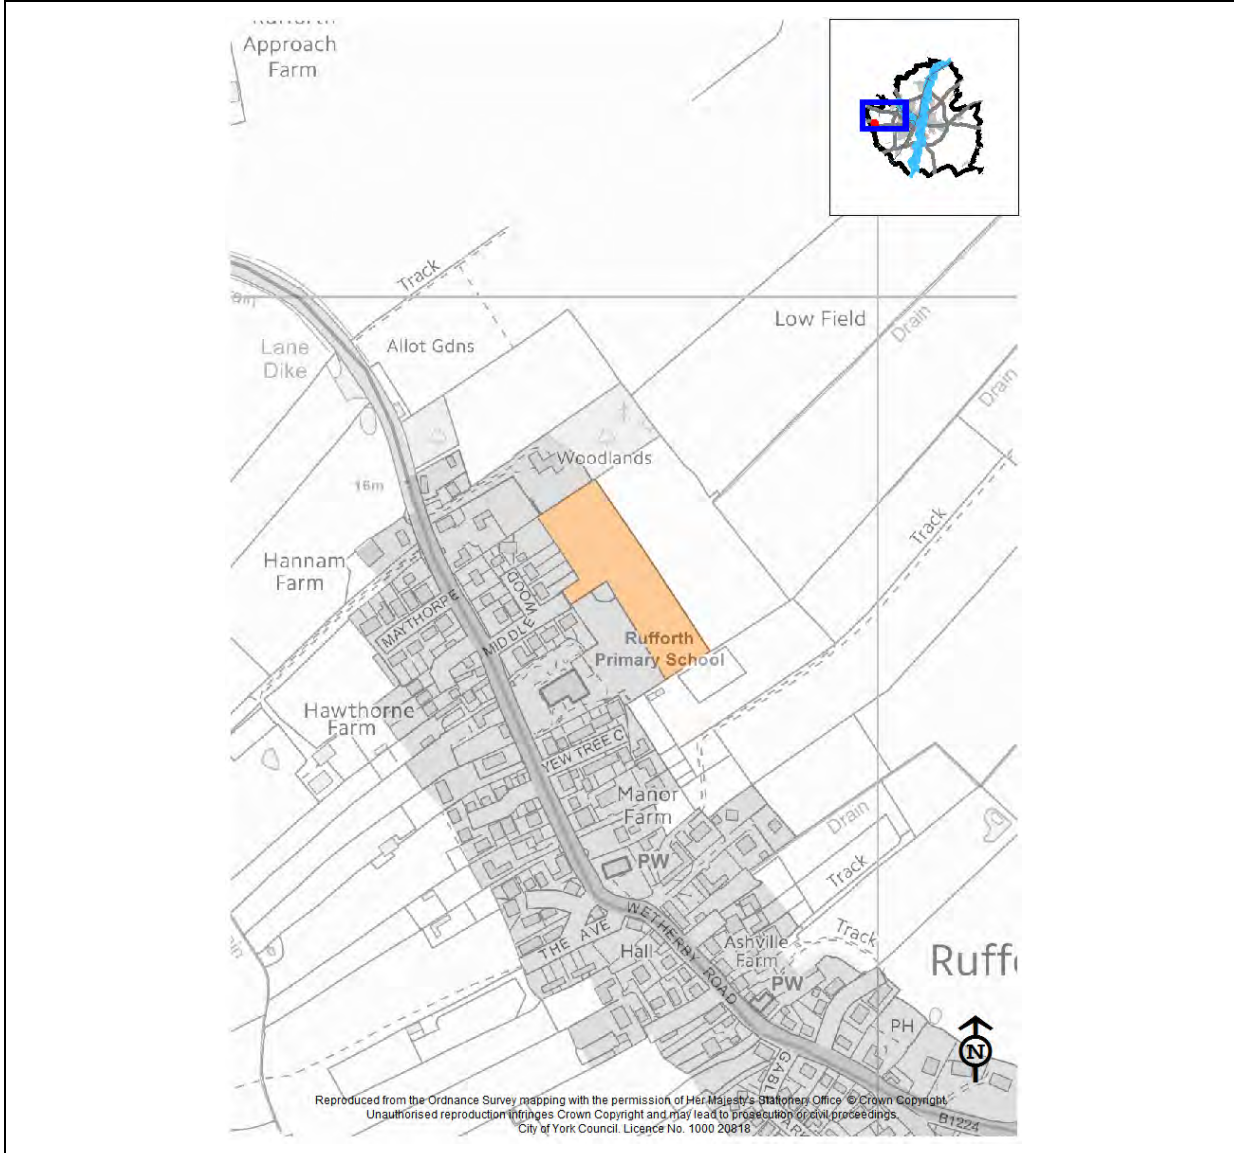 Approach
Farm
Track
Low Field
Drain
Lane
Dike
Allot Gdns
Drain
Woodlands
16m
Track
Hannam
Farm
MIDDLEWOOD
MAYTHORPE
Rufforth
Primary School
Hawthorne
Farm
YEW TREE C
Manor
Farm
Drain
PW
Track
WETHERBY ROAD
THE AVE
Hall
Ashville
Farm
Track
Ruff
PW
PH
N
GABL
PARK
Reproduced from the Ordnance Survey mapping with the permission of Her Majesty's Stationery Office © Crown Copyright.
Unauthorised reproduction infringes Crown Copyright and may lead to prosecution or civil proceedings.
City of York Council. Licence No. 1000 20818
B1224